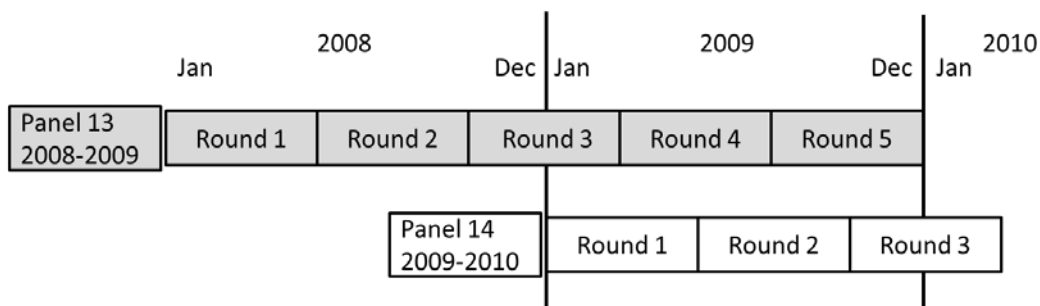 2008 2009 2010
Jan Dec Jan Dec Jan
Panel 13
2008-2009
Round 1 Round 2 Round 3 Round 4 Round 5
Panel 14
2009-2010
Round 1 Round 2 Round 3